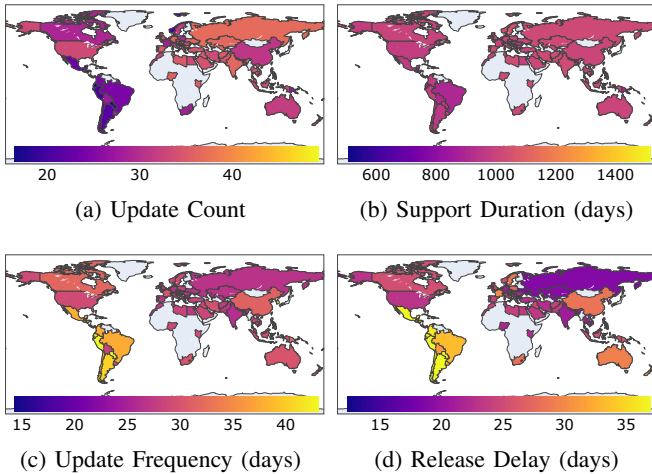 20 30 40
600 800 1000 1200 1400
(a) Update Count
(b) Support Duration (days)
15 20 25 30 35 40
15 20 25 30 35
(c) Update Frequency (days)
(d) Release Delay (days)